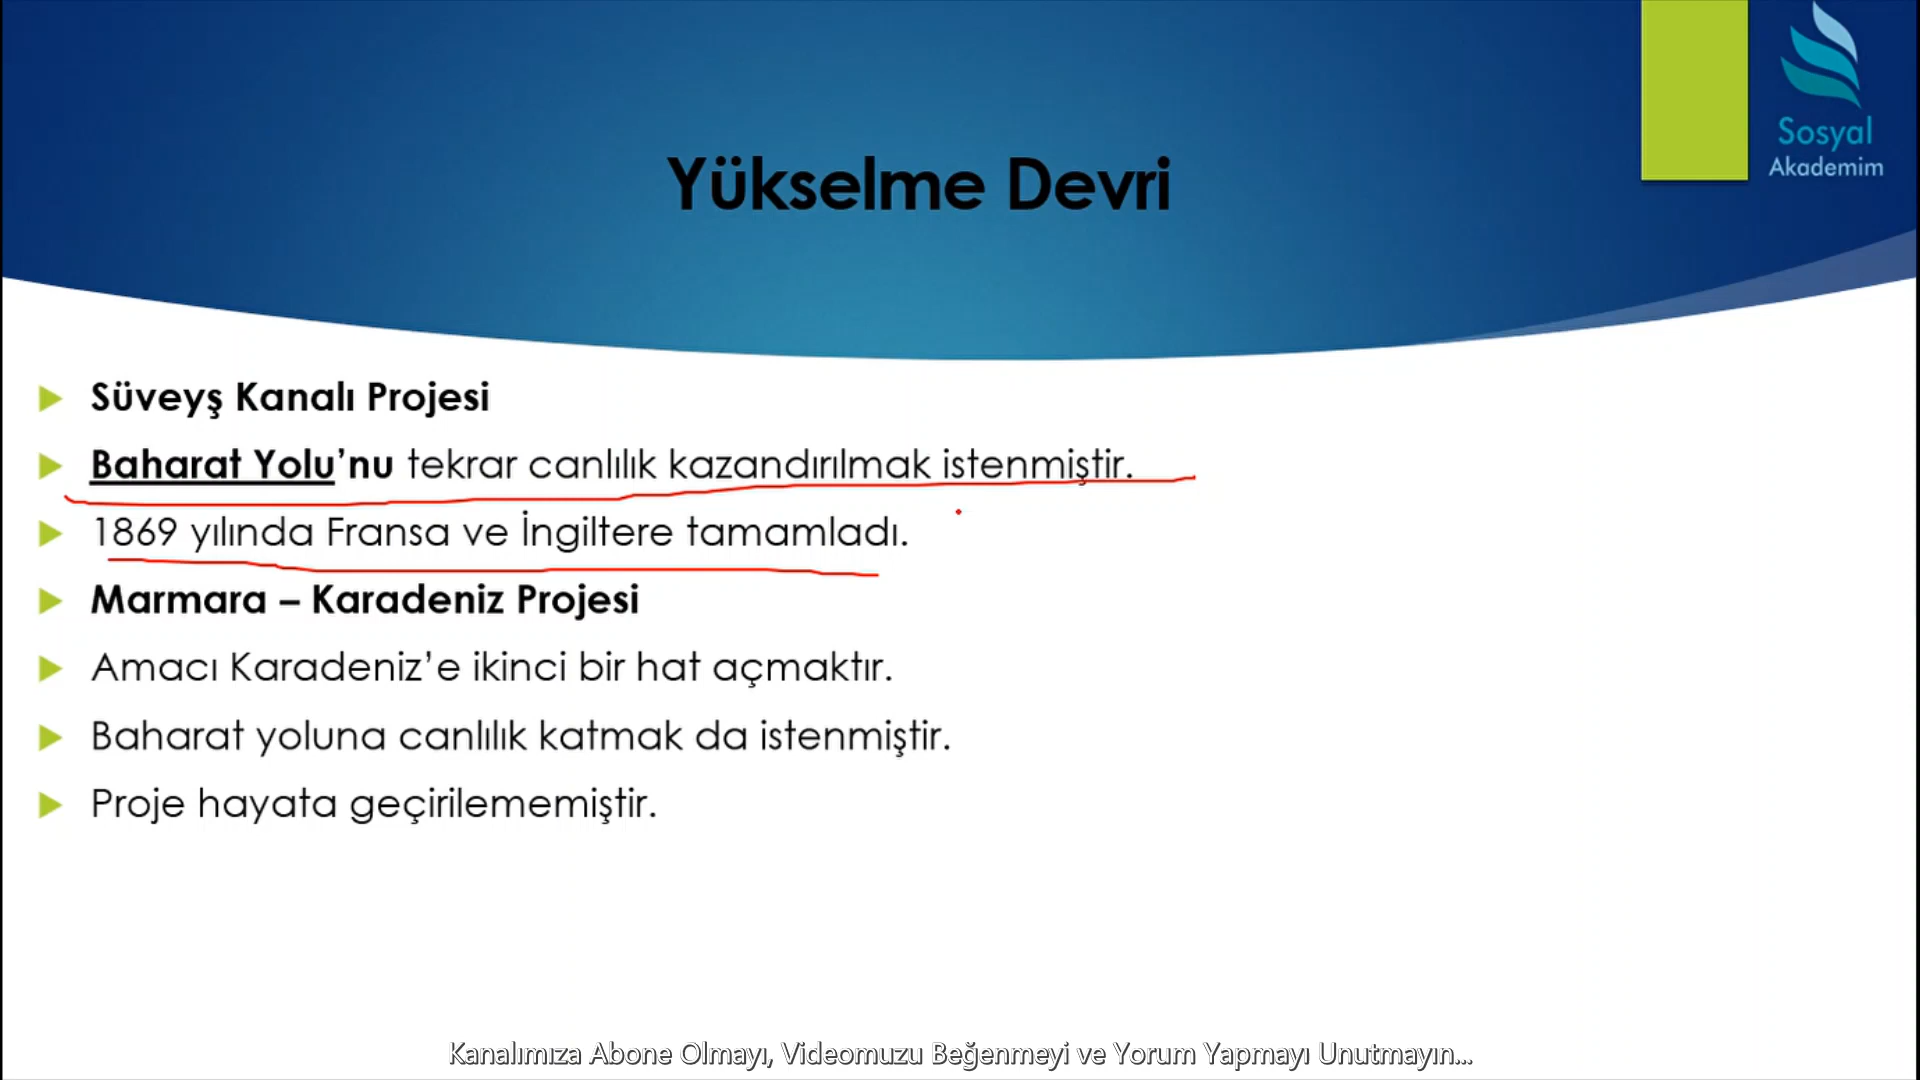 Sosyal
Akademim
Yükselme Devri
Süveyş Kanalı Projesi
Baharat Yolu’nu tekrar canlılık kazandırılmak istenmiştir.
1869 yılında Fransa ve İngiltere tamamladı.
Marmara – Karadeniz Projesi
Amacı Karadeniz’e ikinci bir hat açmaktır.
Baharat yoluna canlılık katmak da istenmiştir.
Proje hayata geçirilememiştir.
Kanalımıza Abone Olmayı, Videomuzu Beğenmeyi ve Yorum Yapmayı Unutmayın...